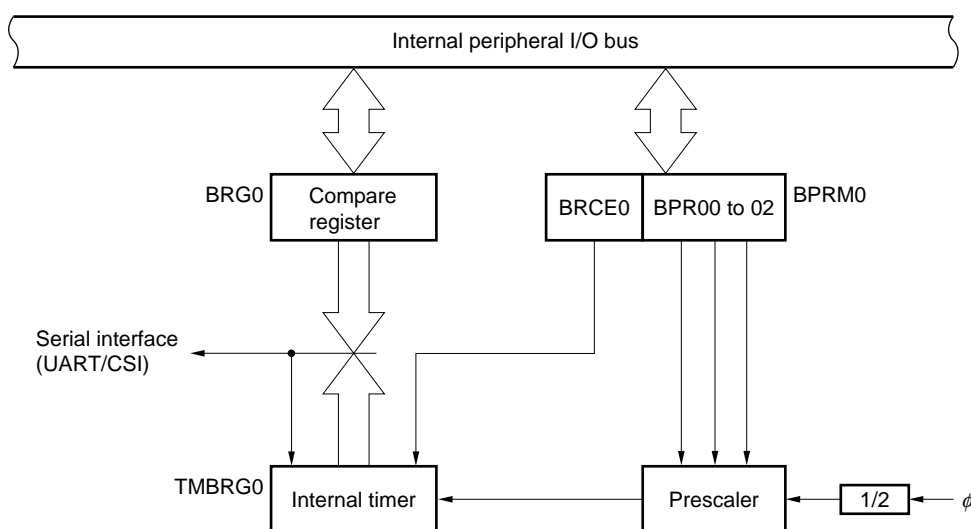 Internal peripheral I/O bus
BRG0
Compare
register
BRCE0
BPR00 to 02
BPRM0
Serial interface
(UART/CSI)
TMBRG0
Internal timer
Prescaler
1/2
ϕ